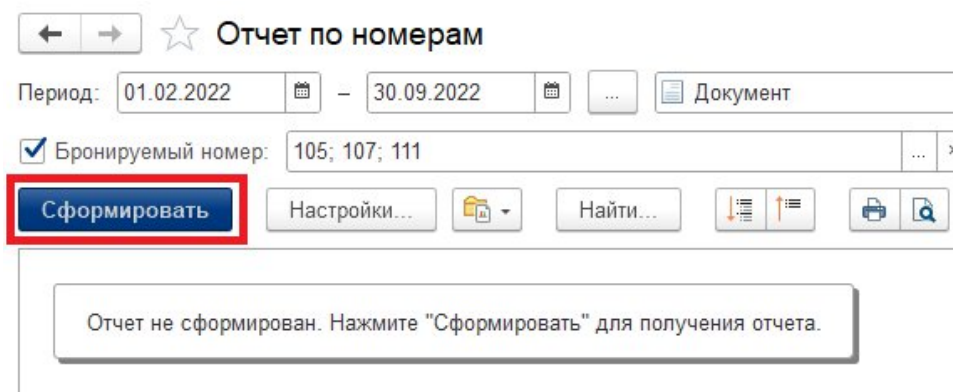 Отчет по номерам
Период: 01.02.2022 – 30.09.2022 ... Документ
Бронируемый номер: 105; 107; 111 ...
Сформировать Настройки... Найти...
Отчет не сформирован. Нажмите "Сформировать" для получения отчета.